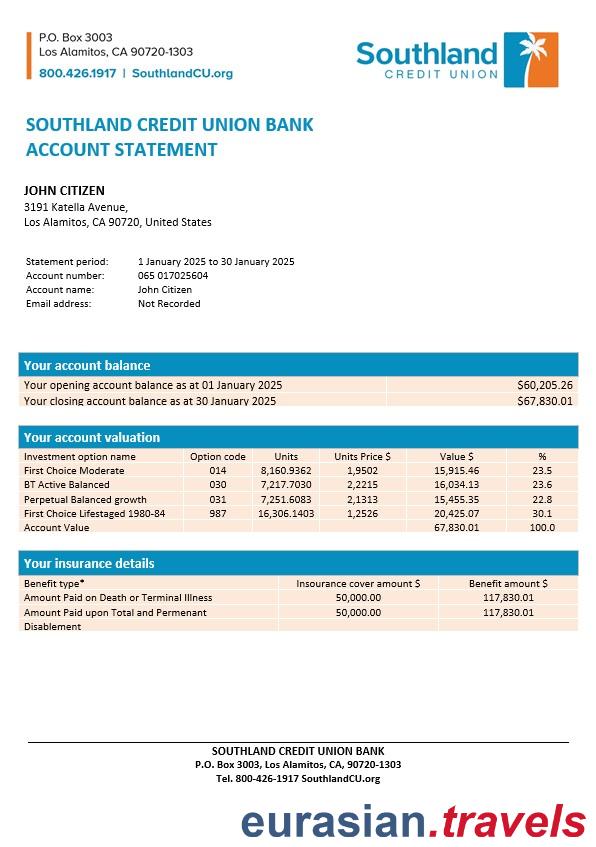 P.O. Box 3003
Los Alamitos, CA 90720-1303
800.426.1917 | SouthlandCU.org
Southland
CREDIT UNION
SOUTHLAND CREDIT UNION BANK
ACCOUNT STATEMENT
JOHN CITIZEN
3191 Katella Avenue,
Los Alamitos, CA 90720, United States
Statement period: 1 January 2025 to 30 January 2025
Account number: 065 017025604
Account name: John Citizen
Email address: Not Recorded
Your account balance
Your opening account balance as at 01 January 2025 $60,205.26
Your closing account balance as at 30 January 2025 $67,830.01
Your account valuation
Investment option name Option code Units Units Price $ Value $ %
First Choice Moderate 014 8,160.9362 1,9502 15,915.46 23.5
BT Active Balanced 030 7,217.7030 2,2215 16,034.13 23.6
Perpetual Balanced growth 031 7,251.6083 2,1313 15,455.35 22.8
First Choice Lifestaged 1980-84 987 16,306.1403 1,2526 20,425.07 30.1
Account Value 67,830.01 100.0
Your insurance details
Benefit type* Insourance cover amount $ Benefit amount $
Amount Paid on Death or Terminal Illness 50,000.00 117,830.01
Amount Paid upon Total and Permenant 50,000.00 117,830.01
Disablement
SOUTHLAND CREDIT UNION BANK
P.O. Box 3003, Los Alamitos, CA, 90720-1303
Tel. 800-426-1917 SouthlandCU.org
eurasian.travels